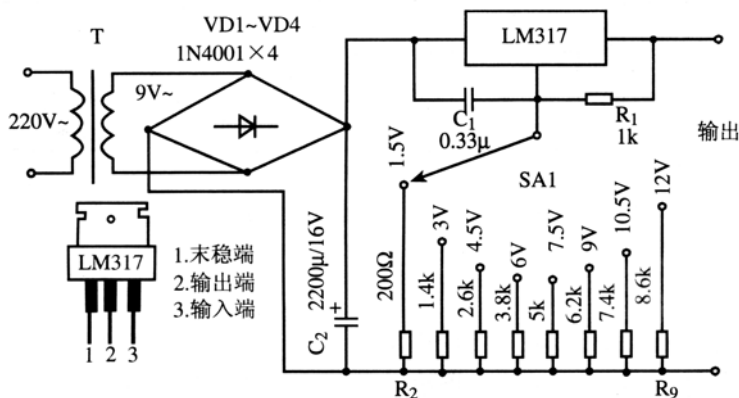 T
VD1~VD4
1N4001×4
220V~
9V~
LM317
C₁
0.33μ
R₁
1k
输出
SA1
1.5V
3V
4.5V
6V
7.5V
9V
10.5V
12V
200Ω
1.4k
2.6k
3.8k
5k
6.2k
7.4k
8.6k
R₂
R₉
2200μ/16V
+
C₂
LM317
1.末稳端
2.输出端
3.输入端
1 2 3